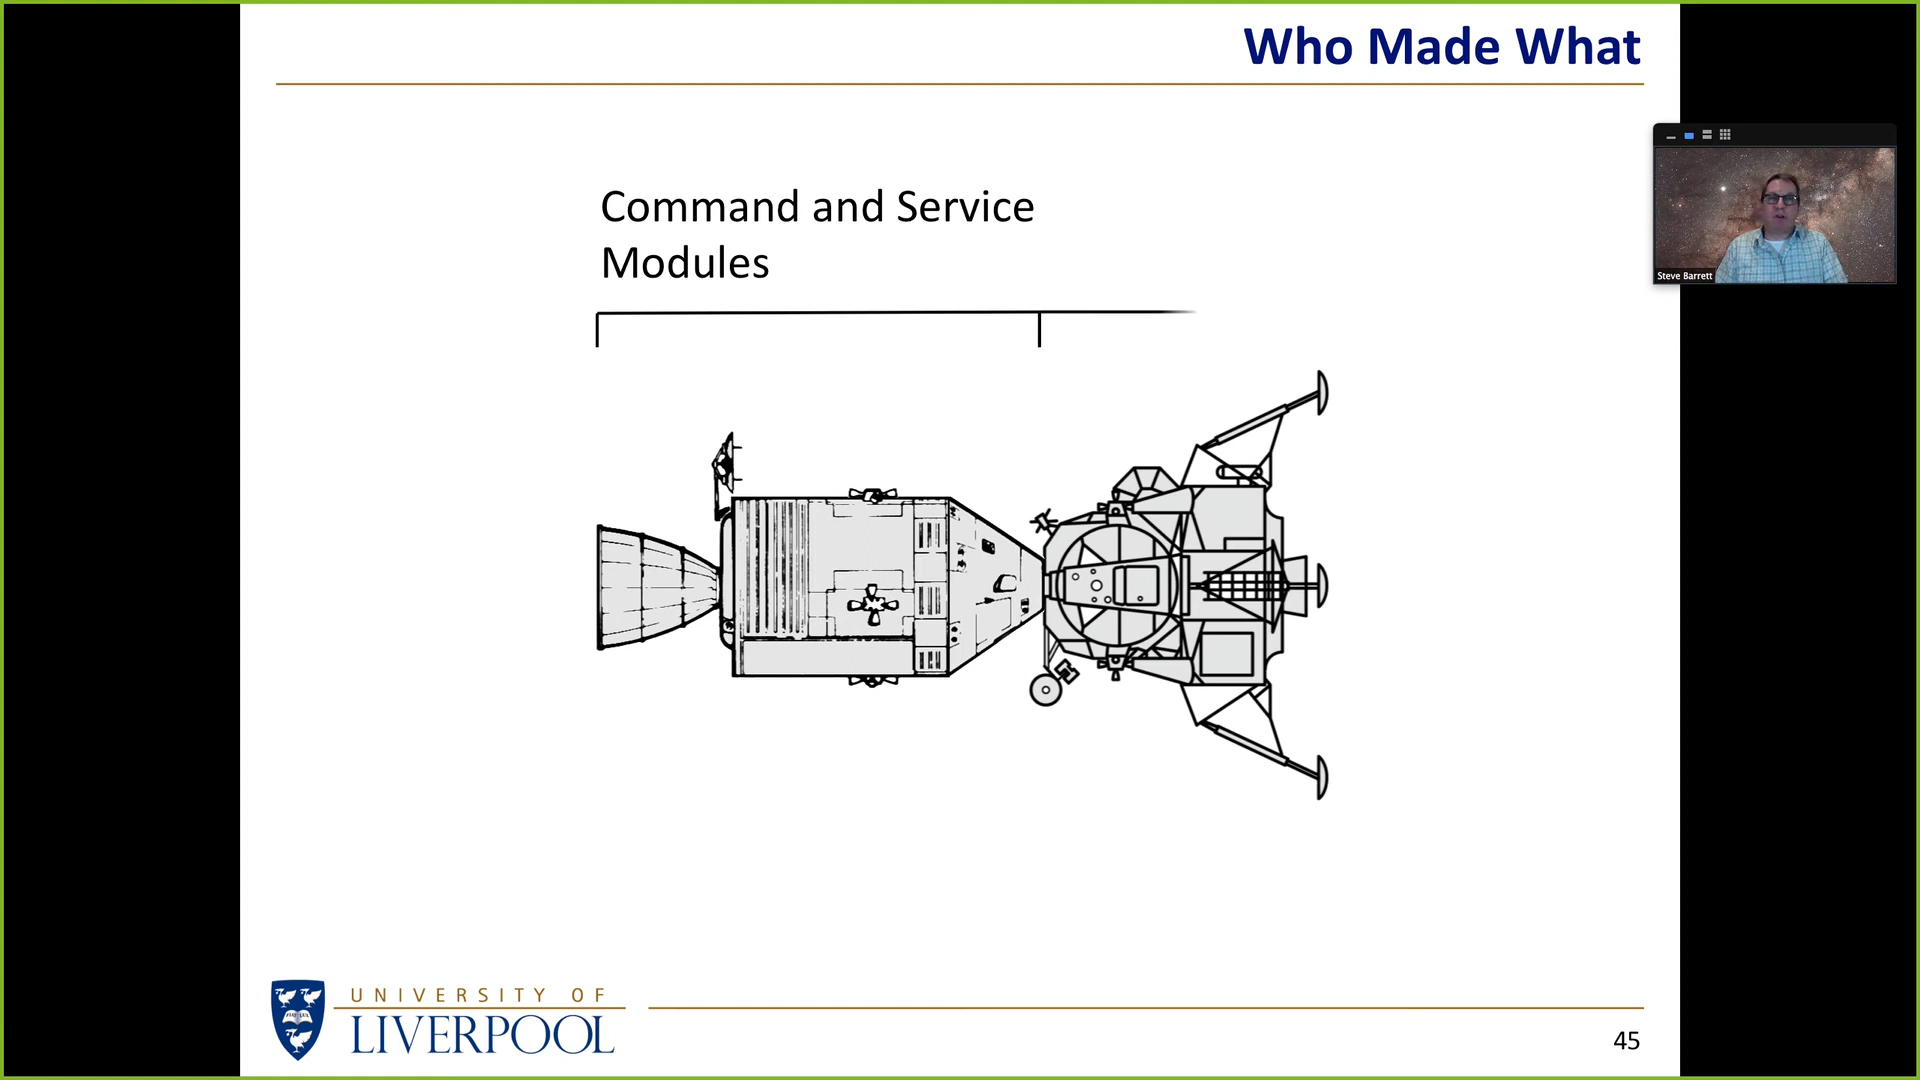 Who Made What
Command and Service
Modules
Steve Barrett
UNIVERSITY OF
LIVERPOOL
45